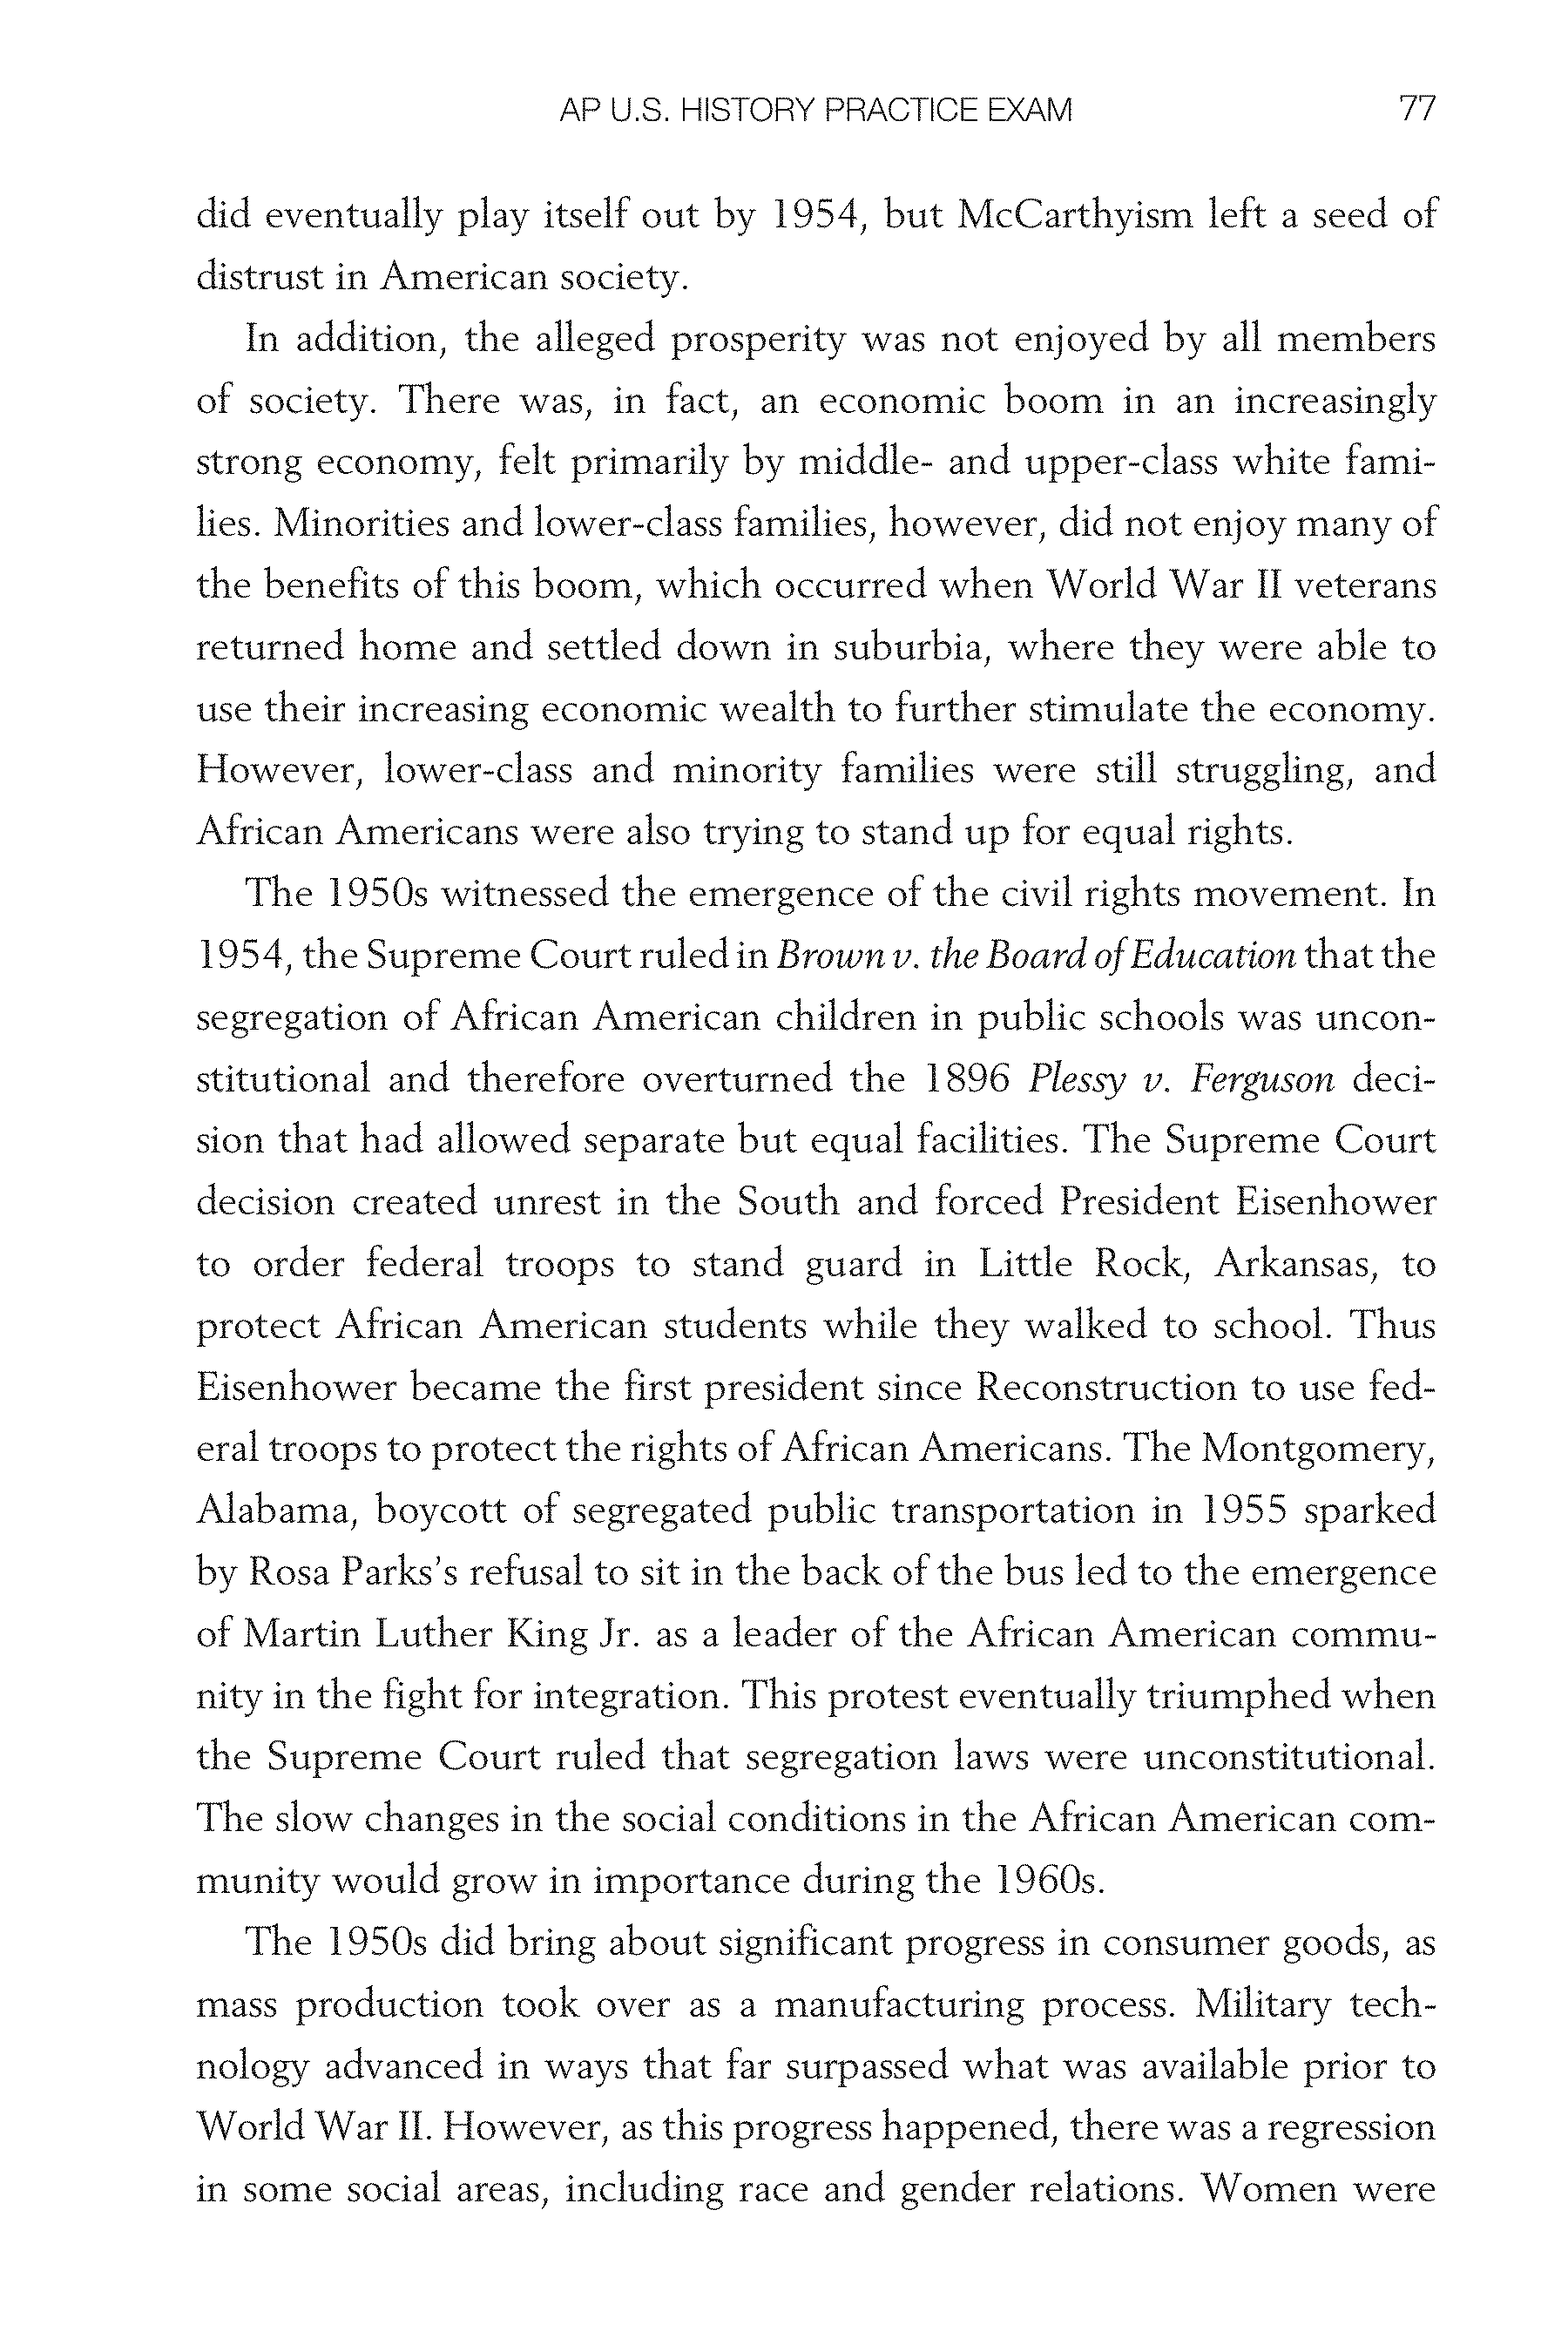 AP U.S. HISTORY PRACTICE EXAM 77
did eventually play itself out by 1954, but McCarthyism left a seed of
distrust in American society.
In addition, the alleged prosperity was not enjoyed by all members
of society. There was, in fact, an economic boom in an increasingly
strong economy, felt primarily by middle- and upper-class white fami-
lies. Minorities and lower-class families, however, did not enjoy many of
the benefits of this boom, which occurred when World War II veterans
returned home and settled down in suburbia, where they were able to
use their increasing economic wealth to further stimulate the economy.
However, lower-class and minority families were still struggling, and
African Americans were also trying to stand up for equal rights.
The 1950s witnessed the emergence of the civil rights movement. In
1954, the Supreme Court ruled in Brown v. the Board of Education that the
segregation of African American children in public schools was uncon-
stitutional and therefore overturned the 1896 Plessy v. Ferguson deci-
sion that had allowed separate but equal facilities. The Supreme Court
decision created unrest in the South and forced President Eisenhower
to order federal troops to stand guard in Little Rock, Arkansas, to
protect African American students while they walked to school. Thus
Eisenhower became the first president since Reconstruction to use fed-
eral troops to protect the rights of African Americans. The Montgomery,
Alabama, boycott of segregated public transportation in 1955 sparked
by Rosa Parks’s refusal to sit in the back of the bus led to the emergence
of Martin Luther King Jr. as a leader of the African American commu-
nity in the fight for integration. This protest eventually triumphed when
the Supreme Court ruled that segregation laws were unconstitutional.
The slow changes in the social conditions in the African American com-
munity would grow in importance during the 1960s.
The 1950s did bring about significant progress in consumer goods, as
mass production took over as a manufacturing process. Military tech-
nology advanced in ways that far surpassed what was available prior to
World War II. However, as this progress happened, there was a regression
in some social areas, including race and gender relations. Women were